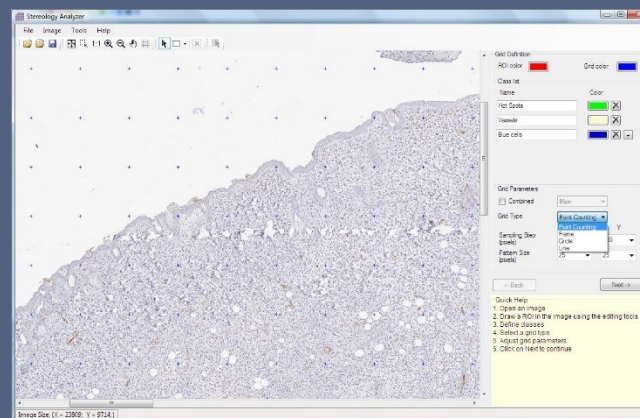 Stereology Analyzer
File Image Tools Help
1:1
Grid Definition
ROI color Grid color
Class list
Name Color
Hot Spots
Vessels
Blue cells
Grid Parameters
Combined Main
Grid Type Point Counting
Point Counting
Frame
Circle
Line
Y
Sampling Step
(pixels)
Pattern Size
(pixels)
25 25
<- Back Next ->
Quick Help
1. Open an image
2. Draw a ROI in the image using the editing tools
3. Define classes
4. Select a grid type
5. Adjust grid parameters
6. Click on Next to continue
Image Size: (X = 23809; Y = 9714;)